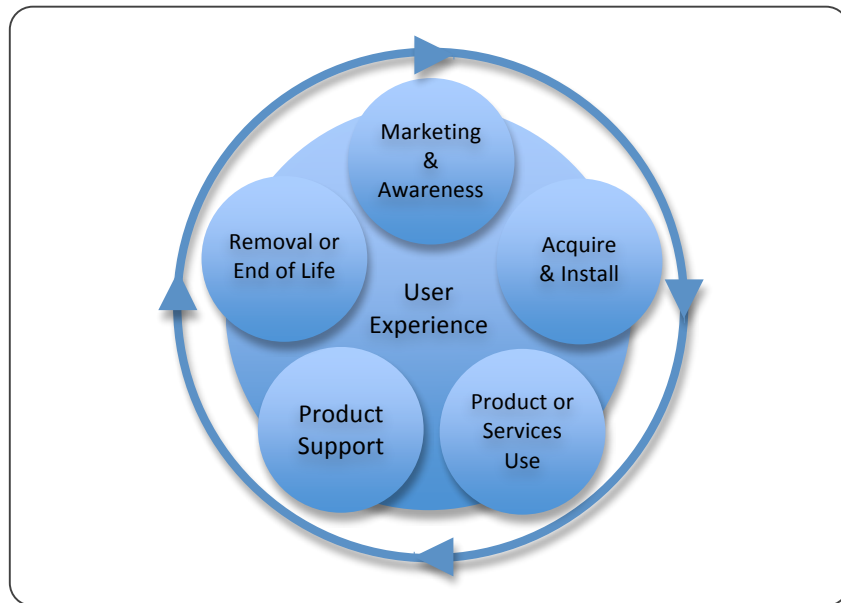 Marketing
&
Awareness
Acquire
& Install
Product or
Services
Use
Product
Support
Removal or
End of Life
User
Experience